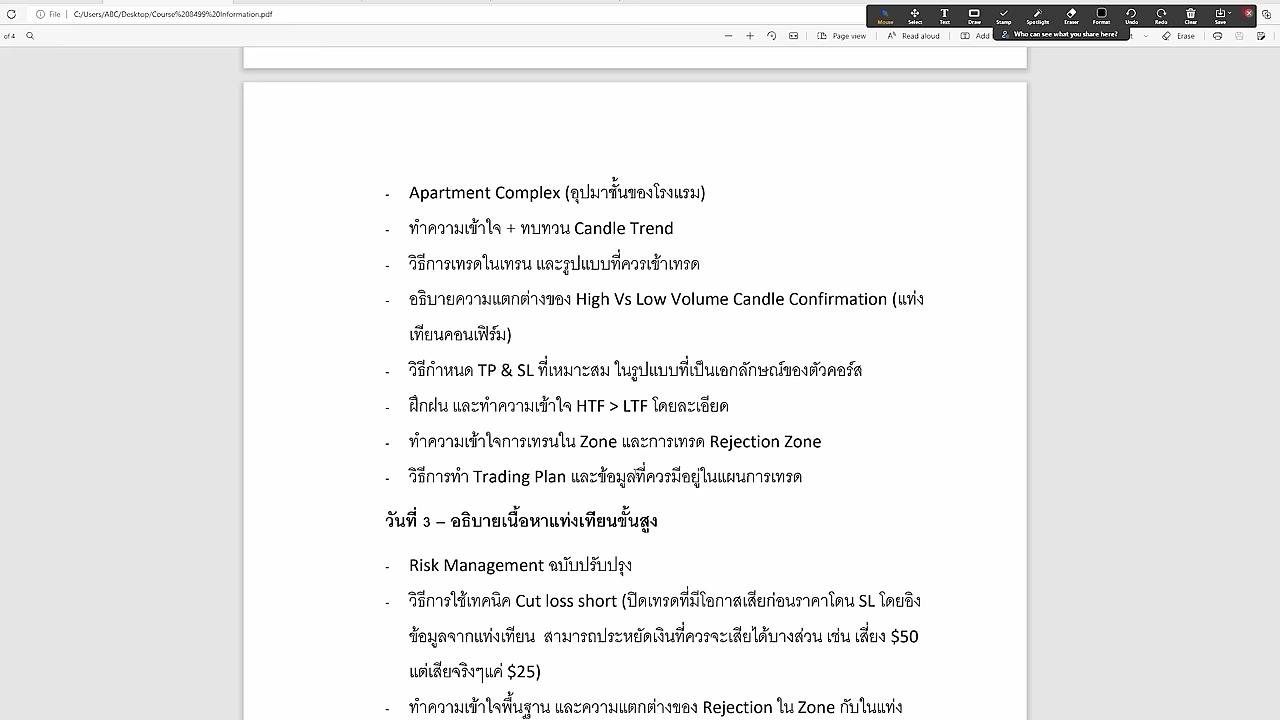 File
C:/Users/ABC/Desktop/Course%208499%20Information.pdf
Mouse Select Text Draw Stamp Spotlight Eraser Format Undo Redo Clear Save
Who can see what you share here?
of 4
Page view
Read aloud
Add
Erase
- Apartment Complex (อุปมาชั้นของโรงแรม)
- ทำความเข้าใจ + ทบทวน Candle Trend
- วิธีการเทรดในเทรน และรูปแบบที่ควรเข้าเทรด
- อธิบายความแตกต่างของ High Vs Low Volume Candle Confirmation (แท่ง
เทียนคอนเฟิร์ม)
- วิธีกำหนด TP & SL ที่เหมาะสม ในรูปแบบที่เป็นเอกลักษณ์ของตัวคอร์ส
- ฝึกฝน และทำความเข้าใจ HTF > LTF โดยละเอียด
- ทำความเข้าใจการเทรนใน Zone และการเทรด Rejection Zone
- วิธีการทำ Trading Plan และข้อมูลที่ควรมีอยู่ในแผนการเทรด
วันที่ 3 – อธิบายเนื้อหาแท่งเทียนขั้นสูง
- Risk Management ฉบับปรับปรุง
- วิธีการใช้เทคนิค Cut loss short (ปิดเทรดที่มีโอกาสเสียก่อนราคาโดน SL โดยอิง
ข้อมูลจากแท่งเทียน สามารถประหยัดเงินที่ควรจะเสียได้บางส่วน เช่น เสี่ยง $50
แต่เสียจริงๆแค่ $25)
- ทำความเข้าใจพื้นฐาน และความแตกต่างของ Rejection ใน Zone กับในแท่ง